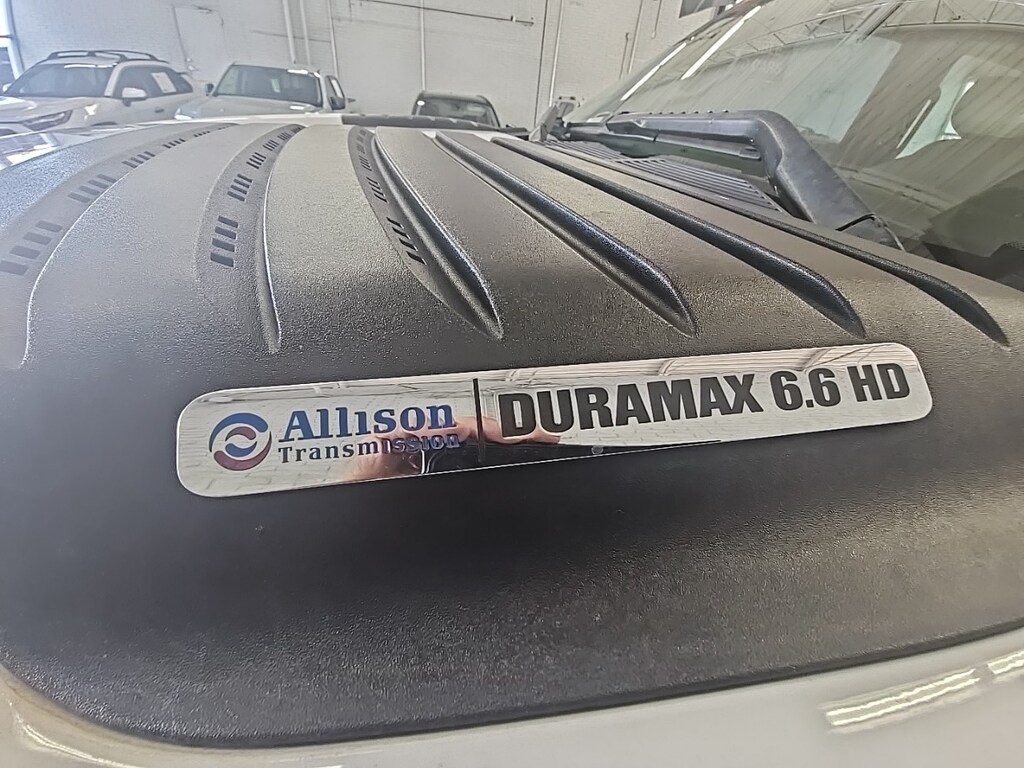 Allison
Transmission
DURAMAX 6.6 HD